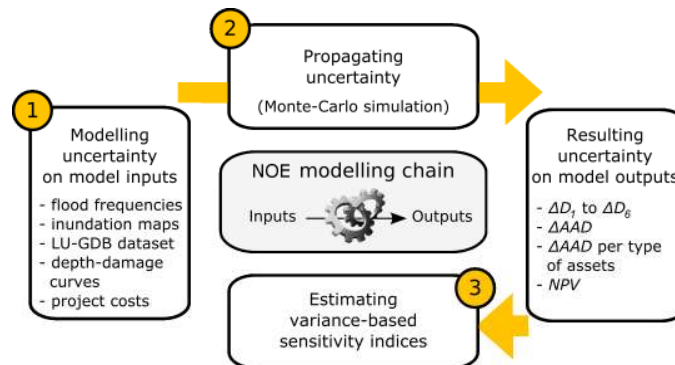 1
Modelling
uncertainty
on model inputs
- flood frequencies
- inundation maps
- LU-GDB dataset
- depth-damage
curves
- project costs
2
Propagating
uncertainty
(Monte-Carlo simulation)
NOE modelling chain
Inputs
Outputs
Resulting
uncertainty
on model outputs
- ΔD₁ to ΔD₆
- ΔAAD
- ΔAAD per type
of assets
- NPV
3
Estimating
variance-based
sensitivity indices